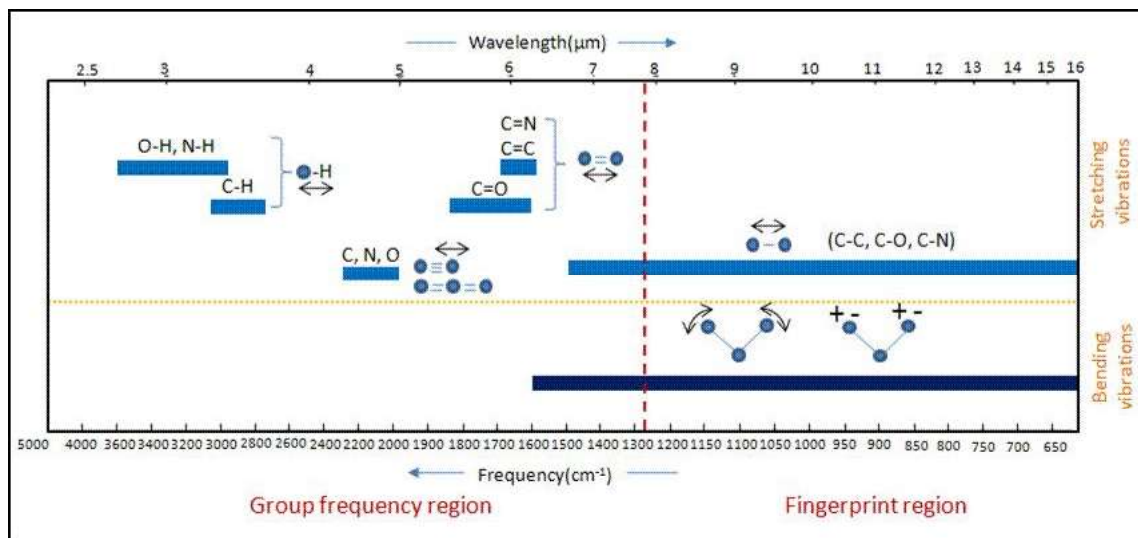 Wavelength(µm)
2.5 3 4 5 6 7 8 9 10 11 12 13 14 15 16
C=N
O-H, N-H C=C
-H
C-H C=O
(C-C, C-O, C-N)
C, N, O
Stretching
vibrations
+ - + -
Bending
vibrations
5000 4000 3600 3200 3000 2800 2600 2400 2200 2000 1900 1800 1700 1600 1500 1400 1300 1200 1150 1100 1050 1000 950 900 850 800 750 700 650
Frequency(cm⁻¹)
Group frequency region Fingerprint region